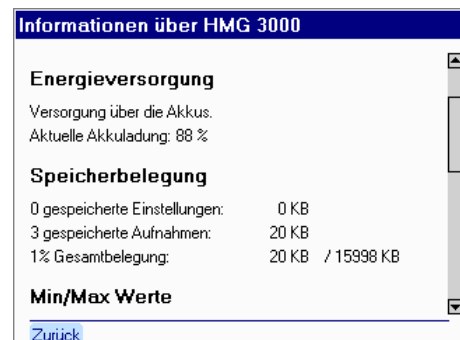 Informationen über HMG 3000
Energieversorgung
Versorgung über die Akkus.
Aktuelle Akkuladung: 88 %
Speicherbelegung
0 gespeicherte Einstellungen: 0 KB
3 gespeicherte Aufnahmen: 20 KB
1% Gesamtbelegung: 20 KB / 15998 KB
Min/Max Werte
Zurück